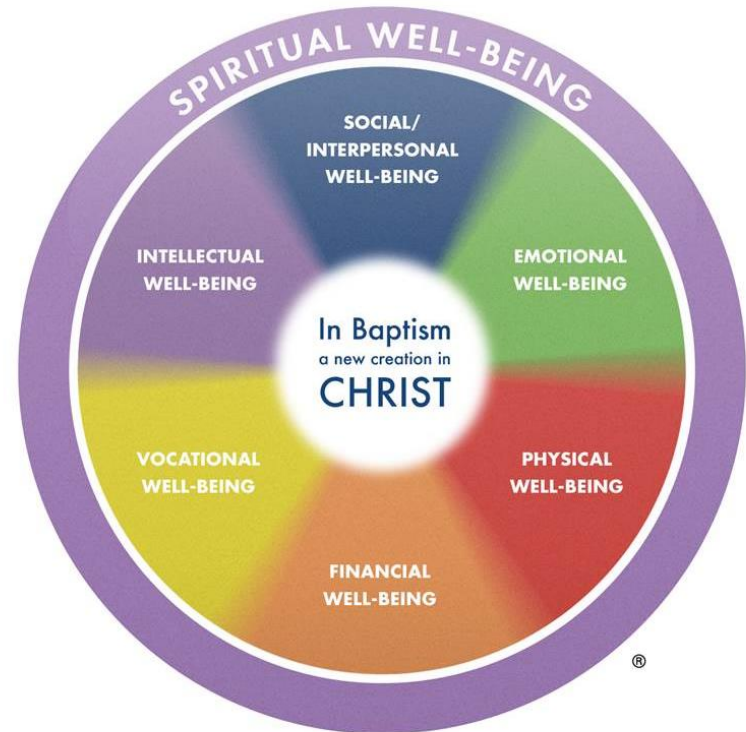 SPIRITUAL WELL-BEING
SOCIAL/
INTERPERSONAL
WELL-BEING
INTELLECTUAL
WELL-BEING
EMOTIONAL
WELL-BEING
In Baptism
a new creation in
CHRIST
VOCATIONAL
WELL-BEING
PHYSICAL
WELL-BEING
FINANCIAL
WELL-BEING
®